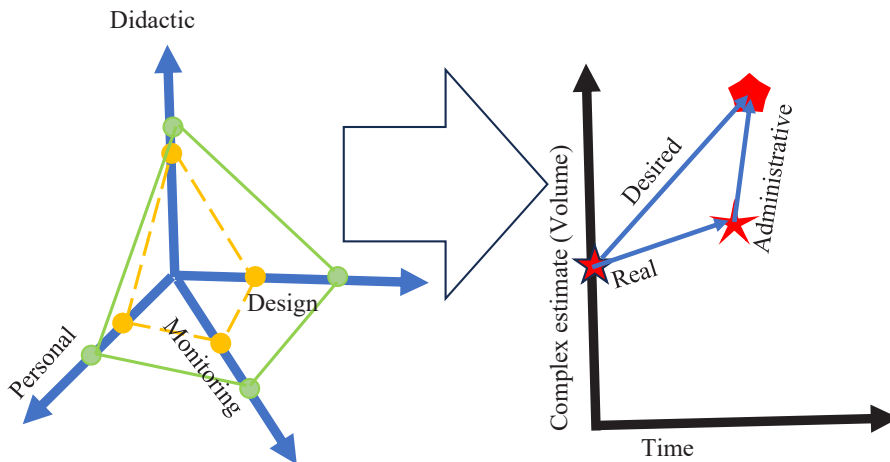 Didactic
Design
Monitoring
Personal
Complex estimate (Volume)
Desired
Real
Administrative
Time